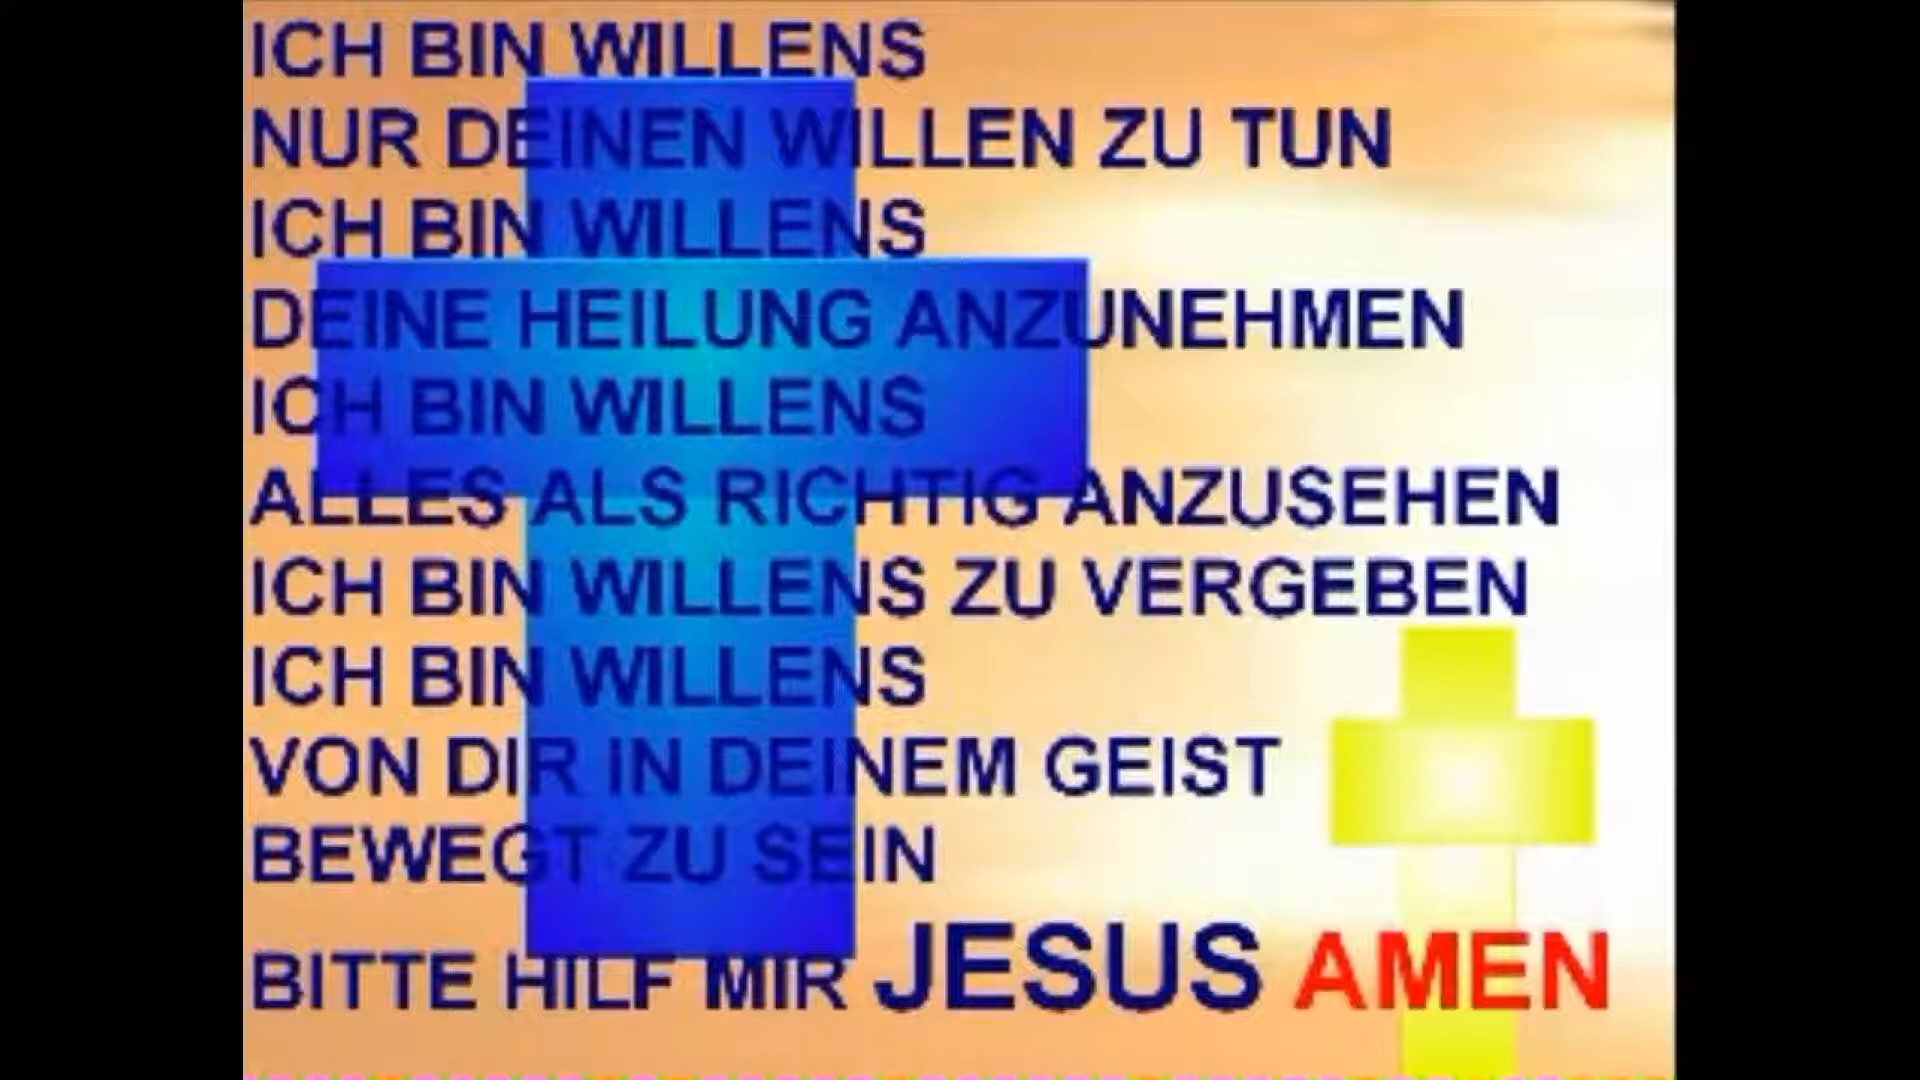 ICH BIN WILLENS
NUR DEINEN WILLEN ZU TUN
ICH BIN WILLENS
DEINE HEILUNG ANZUNEHMEN
ICH BIN WILLENS
ALLES ALS RICHTIG ANZUSEHEN
ICH BIN WILLENS ZU VERGEBEN
ICH BIN WILLENS
VON DIR IN DEINEM GEIST
BEWEGT ZU SEIN
BITTE HILF MIR JESUS AMEN